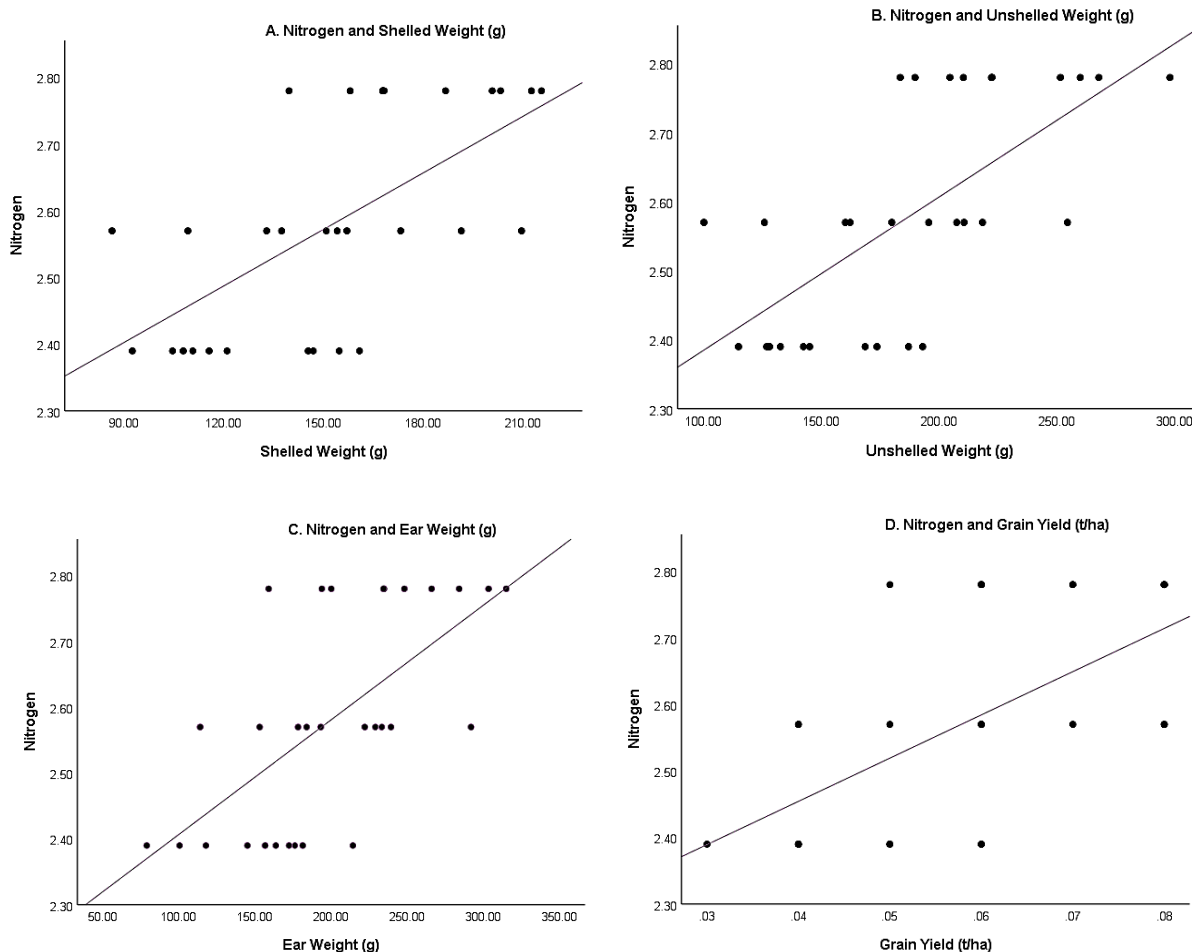 A. Nitrogen and Shelled Weight (g)
Nitrogen
2.80
2.70
2.60
2.50
2.40
2.30
90.00 120.00 150.00 180.00 210.00
Shelled Weight (g)
B. Nitrogen and Unshelled Weight (g)
Nitrogen
2.80
2.70
2.60
2.50
2.40
2.30
100.00 150.00 200.00 250.00 300.00
Unshelled Weight (g)
C. Nitrogen and Ear Weight (g)
Nitrogen
2.80
2.70
2.60
2.50
2.40
2.30
50.00 100.00 150.00 200.00 250.00 300.00 350.00
Ear Weight (g)
D. Nitrogen and Grain Yield (t/ha)
Nitrogen
2.80
2.70
2.60
2.50
2.40
2.30
.03 .04 .05 .06 .07 .08
Grain Yield (t/ha)